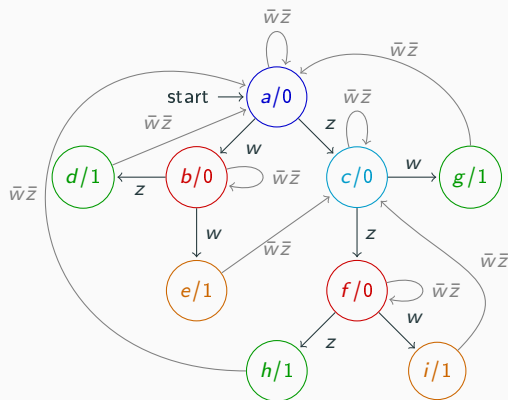 w̄z̄
w̄z̄
start
a/0
w̄z̄
z
w̄z̄
w
d/1
z
b/0
w̄z̄
c/0
w
g/1
w̄z̄
w
z
w̄z̄
w̄z̄
e/1
f/0
w̄z̄
z
w
h/1
i/1